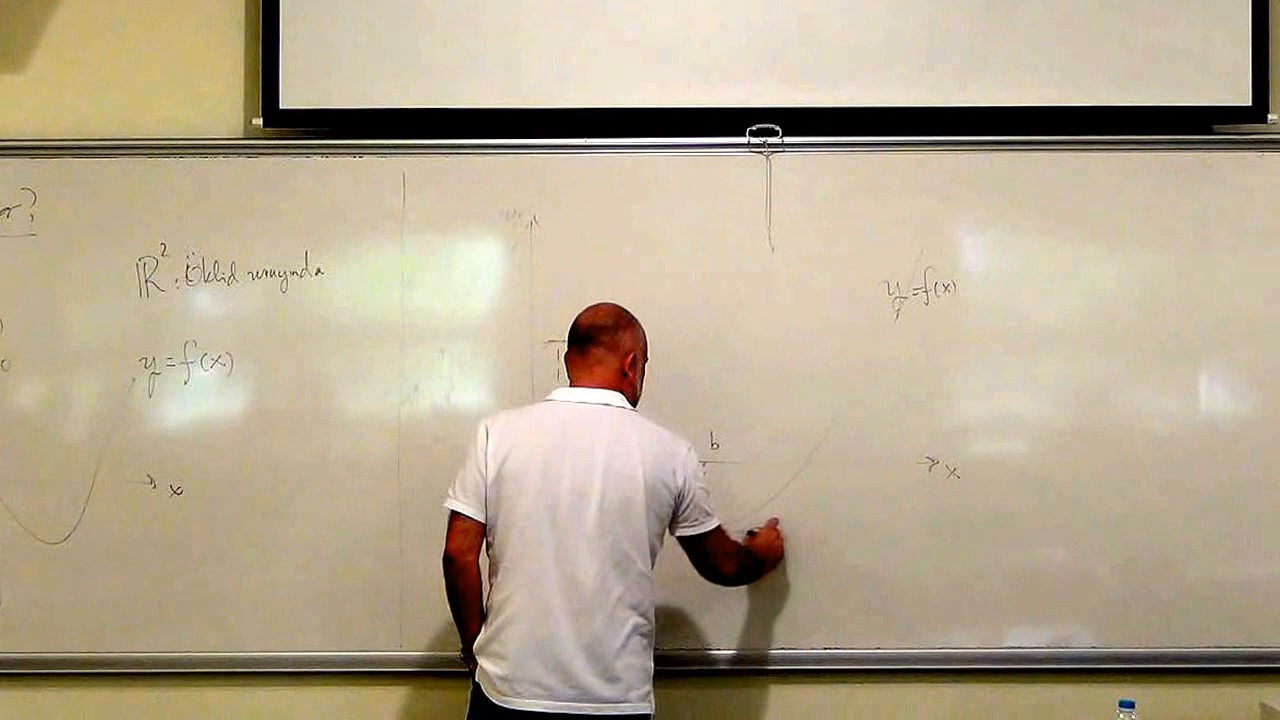 ℝ² : Öklid uzayında
y = f(x)
x
b
y = f(x)
x